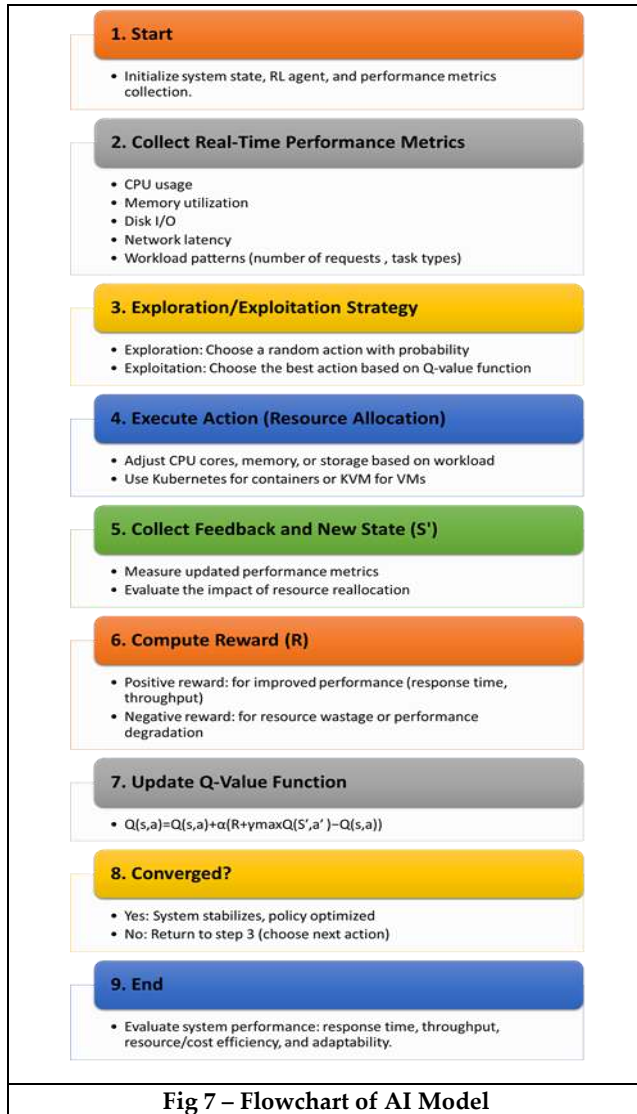 1. Start
• Initialize system state, RL agent, and performance metrics
collection.
2. Collect Real-Time Performance Metrics
• CPU usage
• Memory utilization
• Disk I/O
• Network latency
• Workload patterns (number of requests , task types)
3. Exploration/Exploitation Strategy
• Exploration: Choose a random action with probability
• Exploitation: Choose the best action based on Q-value function
4. Execute Action (Resource Allocation)
• Adjust CPU cores, memory, or storage based on workload
• Use Kubernetes for containers or KVM for VMs
5. Collect Feedback and New State (S')
• Measure updated performance metrics
• Evaluate the impact of resource reallocation
6. Compute Reward (R)
• Positive reward: for improved performance (response time,
throughput)
• Negative reward: for resource wastage or performance
degradation
7. Update Q-Value Function
• Q(s,a)=Q(s,a)+α(R+γmaxQ(S′,a′ )−Q(s,a))
8. Converged?
• Yes: System stabilizes, policy optimized
• No: Return to step 3 (choose next action)
9. End
• Evaluate system performance: response time, throughput,
resource/cost efficiency, and adaptability.
Fig 7 – Flowchart of AI Model